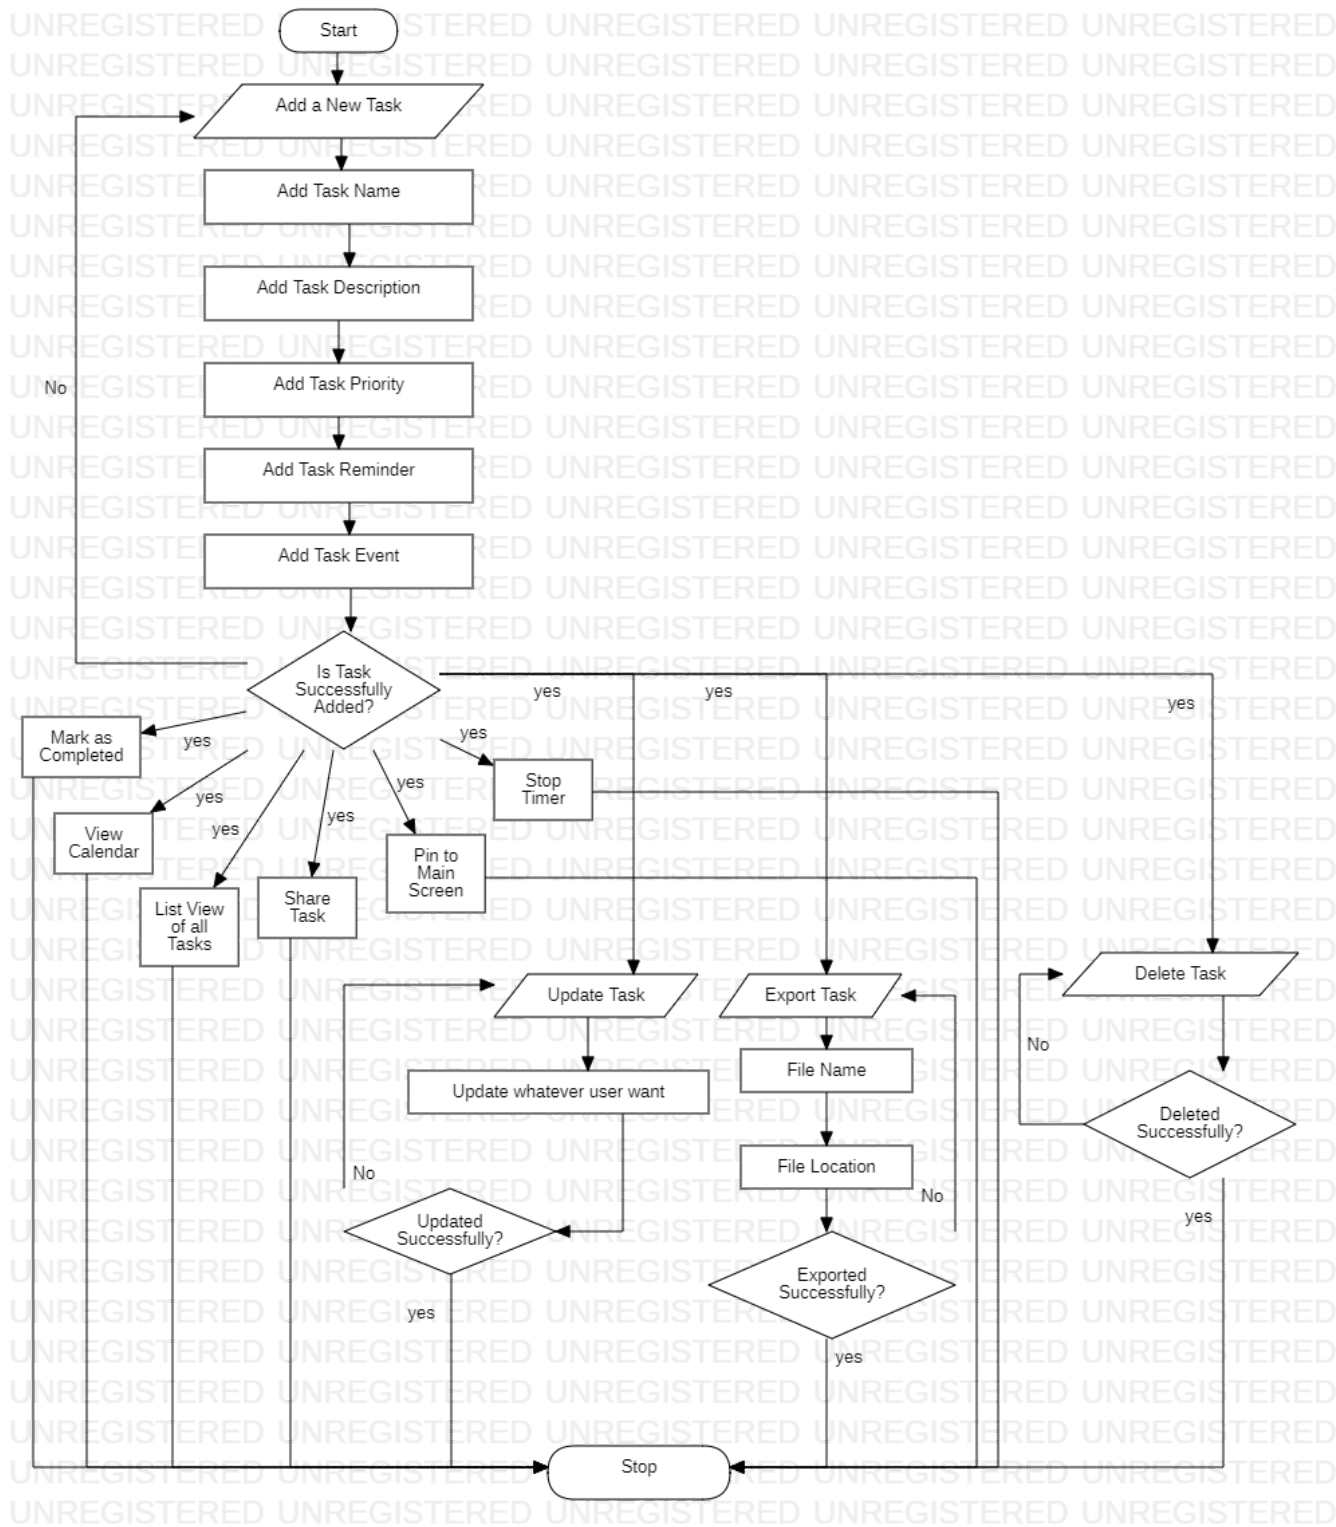 Start
Add a New Task
Add Task Name
Add Task Description
Add Task Priority
No
Add Task Reminder
Add Task Event
Is Task
Successfully
Added?
yes
yes
yes
Mark as
Completed
yes
yes
Stop
Timer
yes
yes
yes
yes
View
Calendar
Pin to
Main
Screen
List View
of all
Tasks
Share
Task
Update Task
Export Task
Delete Task
No
File Name
Update whatever user want
Deleted
Successfully?
File Location
No
No
yes
Updated
Successfully?
Exported
Successfully?
yes
yes
Stop
UNREGISTERED